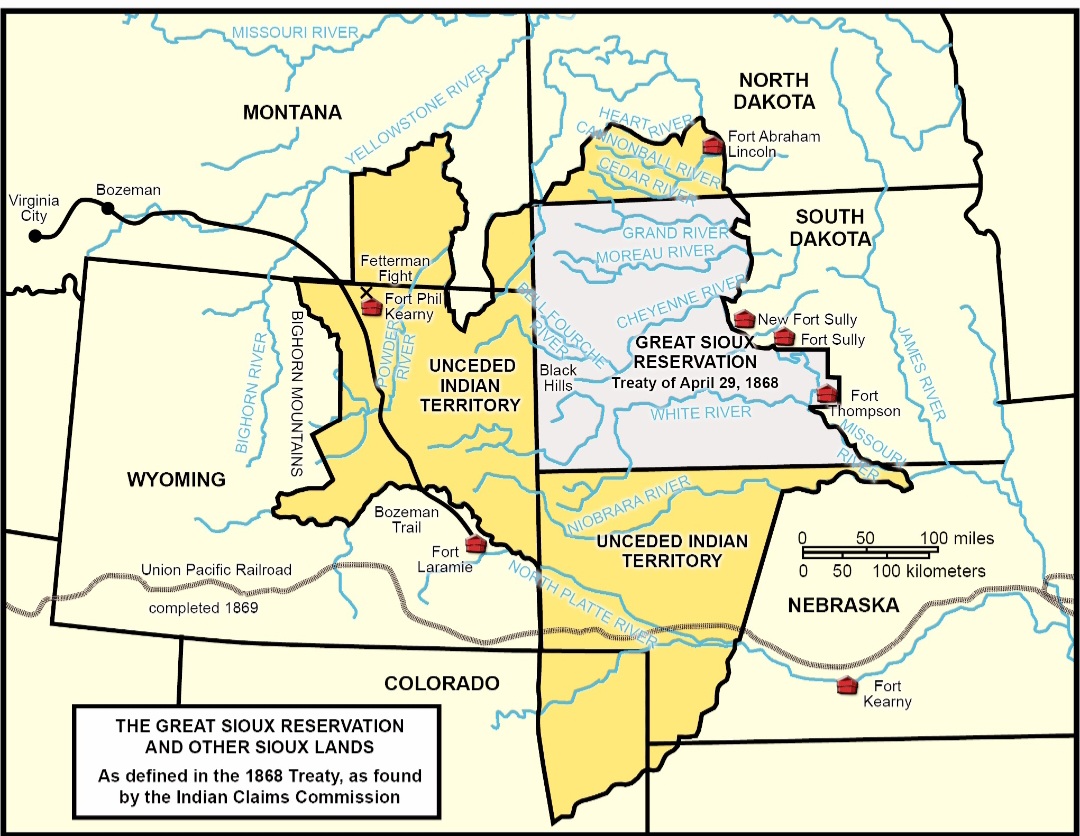 MISSOURI RIVER
MONTANA
YELLOWSTONE RIVER
NORTH
DAKOTA
HEART RIVER
CANNONBALL RIVER
CEDAR RIVER
Fort Abraham
Lincoln
Virginia
City
Bozeman
SOUTH
DAKOTA
GRAND RIVER
MOREAU RIVER
CHEYENNE RIVER
Fetterman
Fight
Fort Phil
Kearny
BIGHORN RIVER
BIGHORN MOUNTAINS
POWDER
RIVER
BELL FOURCHE
RIVER
New Fort Sully
Fort Sully
JAMES RIVER
UNCEDED
INDIAN
TERRITORY
Black
Hills
GREAT SIOUX
RESERVATION
Treaty of April 29, 1868
WHITE RIVER
Fort
Thompson
MISSOURI
RIVER
WYOMING
Bozeman
Trail
Fort
Laramie
NIOBRARA RIVER
UNCEDED INDIAN
TERRITORY
0 50 100 miles
0 50 100 kilometers
Union Pacific Railroad
completed 1869
NORTH PLATTE RIVER
NEBRASKA
Fort
Kearny
COLORADO
THE GREAT SIOUX RESERVATION
AND OTHER SIOUX LANDS
As defined in the 1868 Treaty, as found
by the Indian Claims Commission